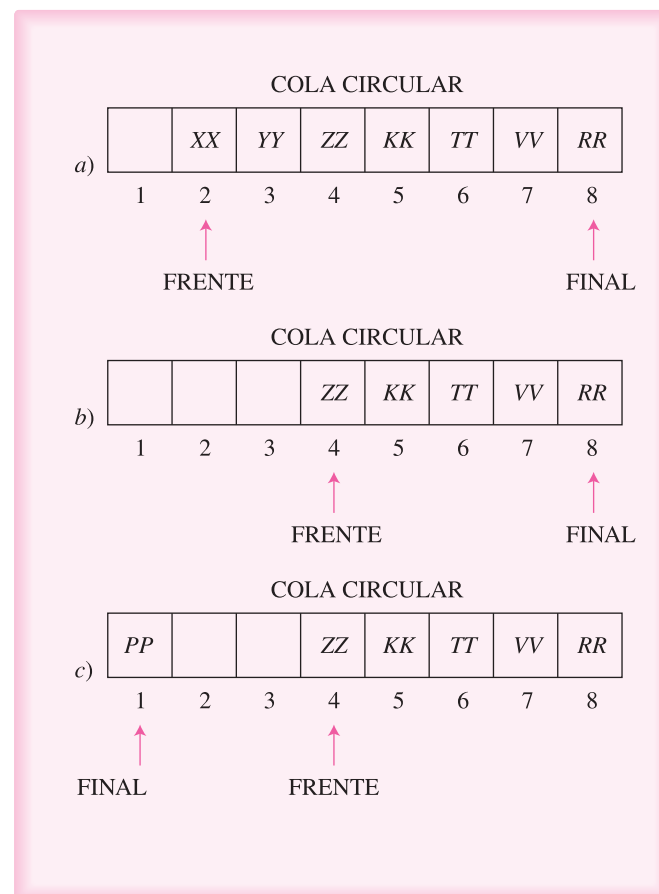 COLA CIRCULAR
a) XX YY ZZ KK TT VV RR
1 2 3 4 5 6 7 8
FRENTE FINAL
COLA CIRCULAR
b) ZZ KK TT VV RR
1 2 3 4 5 6 7 8
FRENTE FINAL
COLA CIRCULAR
c) PP ZZ KK TT VV RR
1 2 3 4 5 6 7 8
FINAL FRENTE